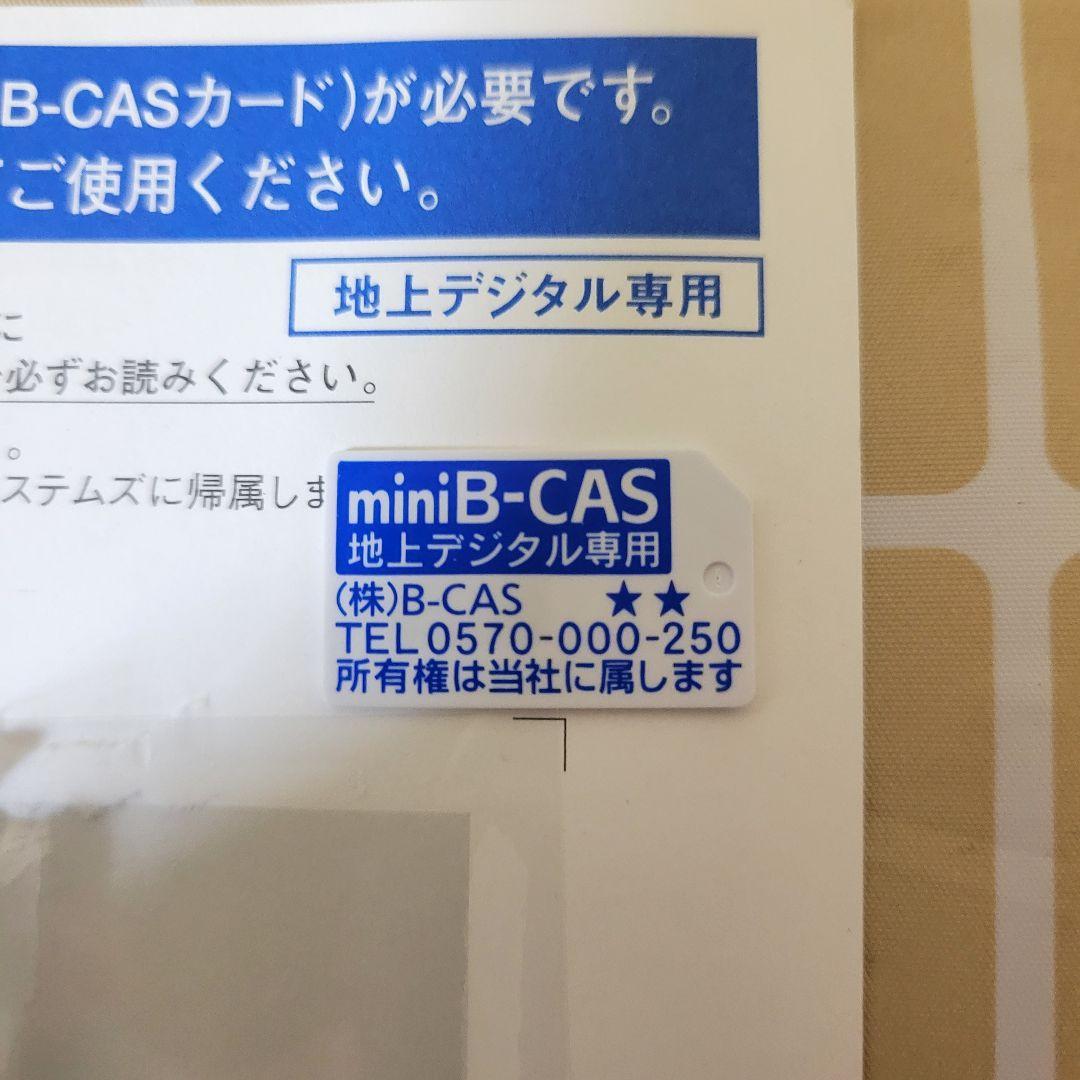 B-CASカード)が必要です。
てご使用ください。
地上デジタル専用
に
必ずお読みください。
。
ステムズに帰属しま
miniB-CAS
地上デジタル専用
(株)B-CAS ★★
TEL0570-000-250
所有権は当社に属します